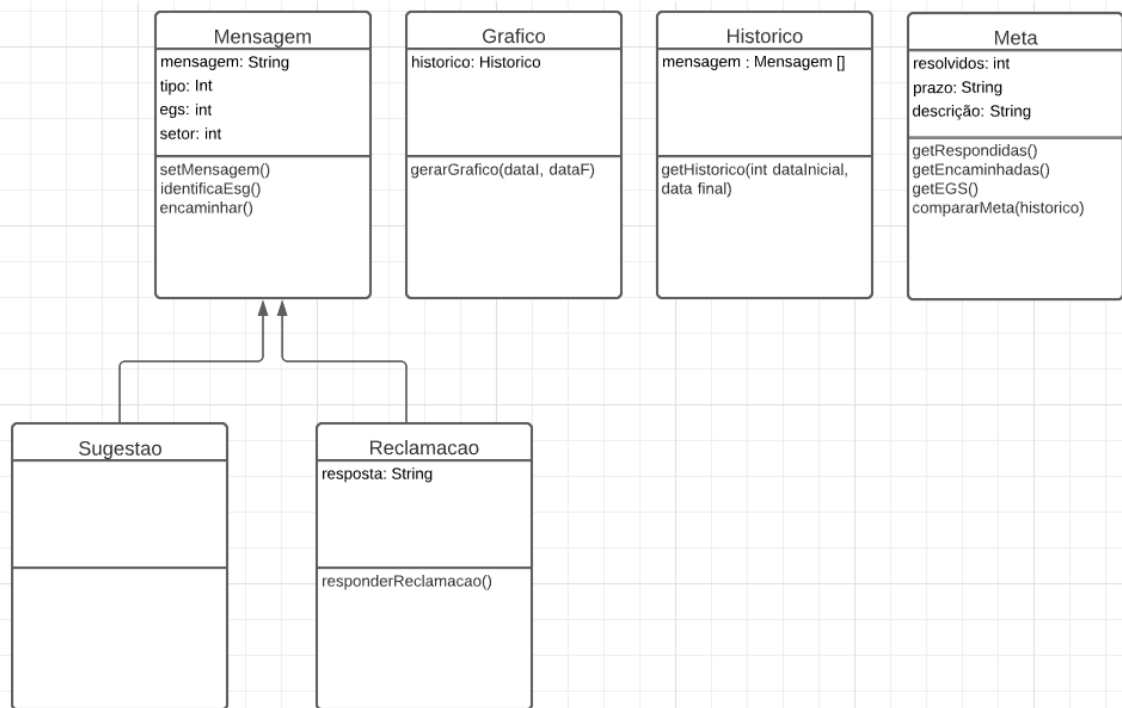 Mensagem
mensagem: String
tipo: Int
egs: int
setor: int
setMensagem()
identificaEsg()
encaminhar()
Grafico
historico: Historico
gerarGrafico(dataI, dataF)
Historico
mensagem : Mensagem []
getHistorico(int dataInicial,
data final)
Meta
resolvidos: int
prazo: String
descrição: String
getRespondidas()
getEncaminhadas()
getEGS()
compararMeta(historico)
Sugestao
Reclamacao
resposta: String
responderReclamacao()